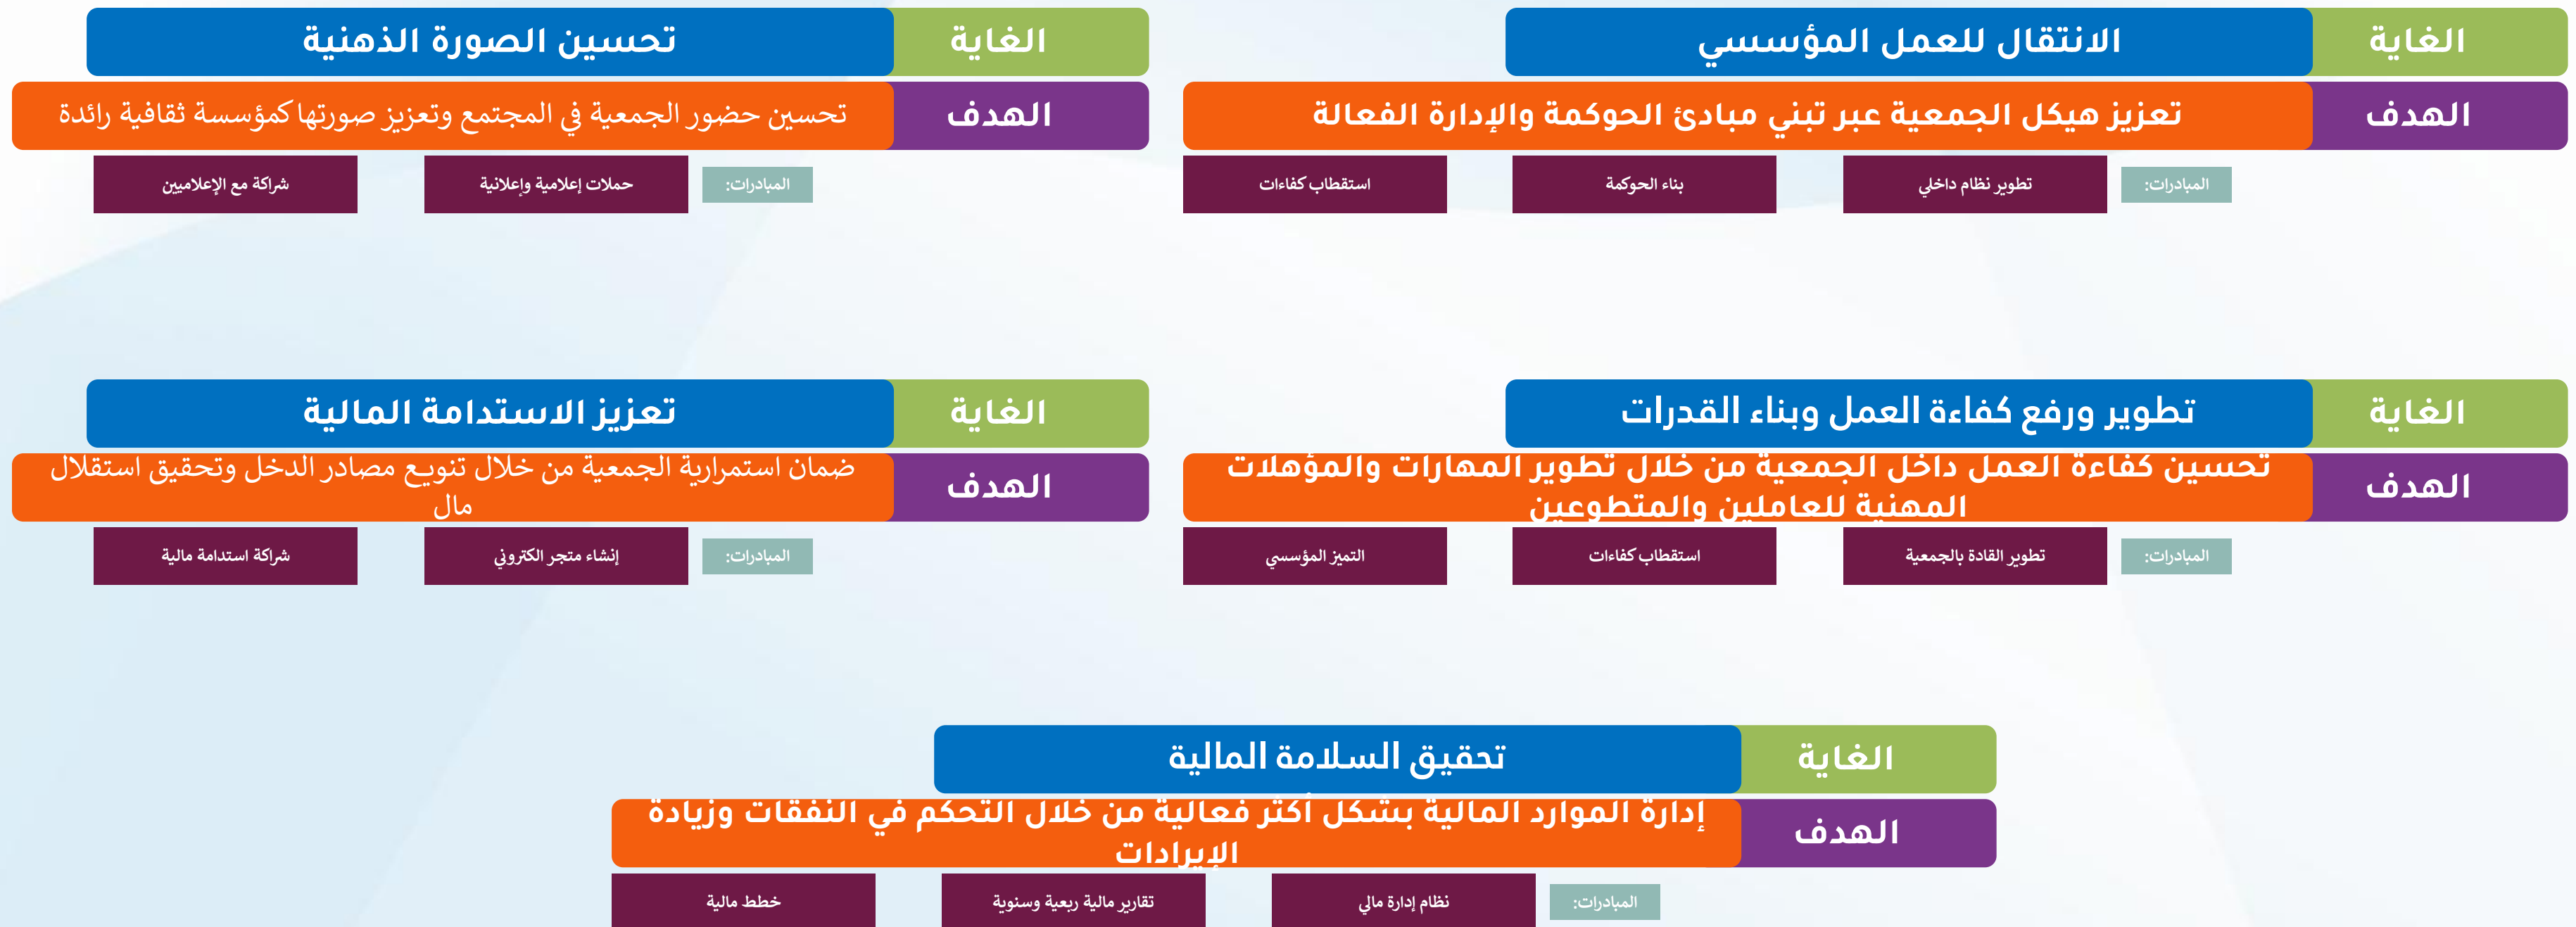 الغاية
الانتقال للعمل المؤسسي
الهدف
تعزيز هيكل الجمعية عبر تبني مبادئ الحوكمة والإدارة الفعالة
المبادرات:
تطوير نظام داخلي
بناء الحوكمة
استقطاب كفاءات
الغاية
تحسين الصورة الذهنية
الهدف
تحسين حضور الجمعية في المجتمع وتعزيز صورتها كمؤسسة ثقافية رائدة
المبادرات:
حملات إعلامية وإعلانية
شراكة مع الإعلاميين
الغاية
تطوير ورفع كفاءة العمل وبناء القدرات
الهدف
تحسين كفاءة العمل داخل الجمعية من خلال تطوير المهارات والمؤهلات
المهنية للعاملين والمتطوعين
المبادرات:
تطوير القادة بالجمعية
استقطاب كفاءات
التميز المؤسسي
الغاية
تعزيز الاستدامة المالية
الهدف
ضمان استمرارية الجمعية من خلال تنويع مصادر الدخل وتحقيق استقلال
مال
المبادرات:
إنشاء متجر الكتروني
شراكة استدامة مالية
الغاية
تحقيق السلامة المالية
الهدف
إدارة الموارد المالية بشكل أكثر فعالية من خلال التحكم في النفقات وزيادة
الإيرادات
المبادرات:
نظام إدارة مالي
تقارير مالية ربعية وسنوية
خطط مالية